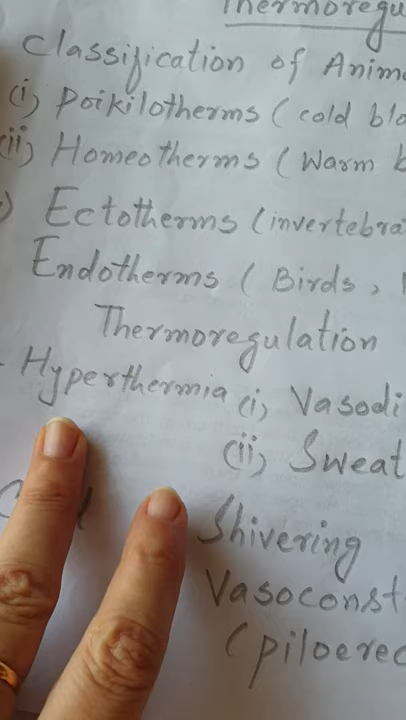 Thermoregu
Classification of Anim
(i) Poikilotherms ( cold blo
(ii) Homeotherms ( Warm b
) Ectotherms (invertebra
Endotherms ( Birds ,
Thermoregulation
- Hyperthermia (i) Vasodi
(ii) Sweat
Shivering
Vasoconst
(piloerec